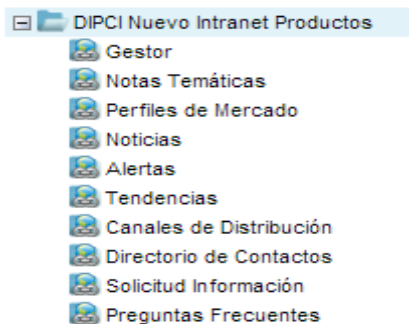 DIPCI Nuevo Intranet Productos
Gestor
Notas Temáticas
Perfiles de Mercado
Noticias
Alertas
Tendencias
Canales de Distribución
Directorio de Contactos
Solicitud Información
Preguntas Frecuentes